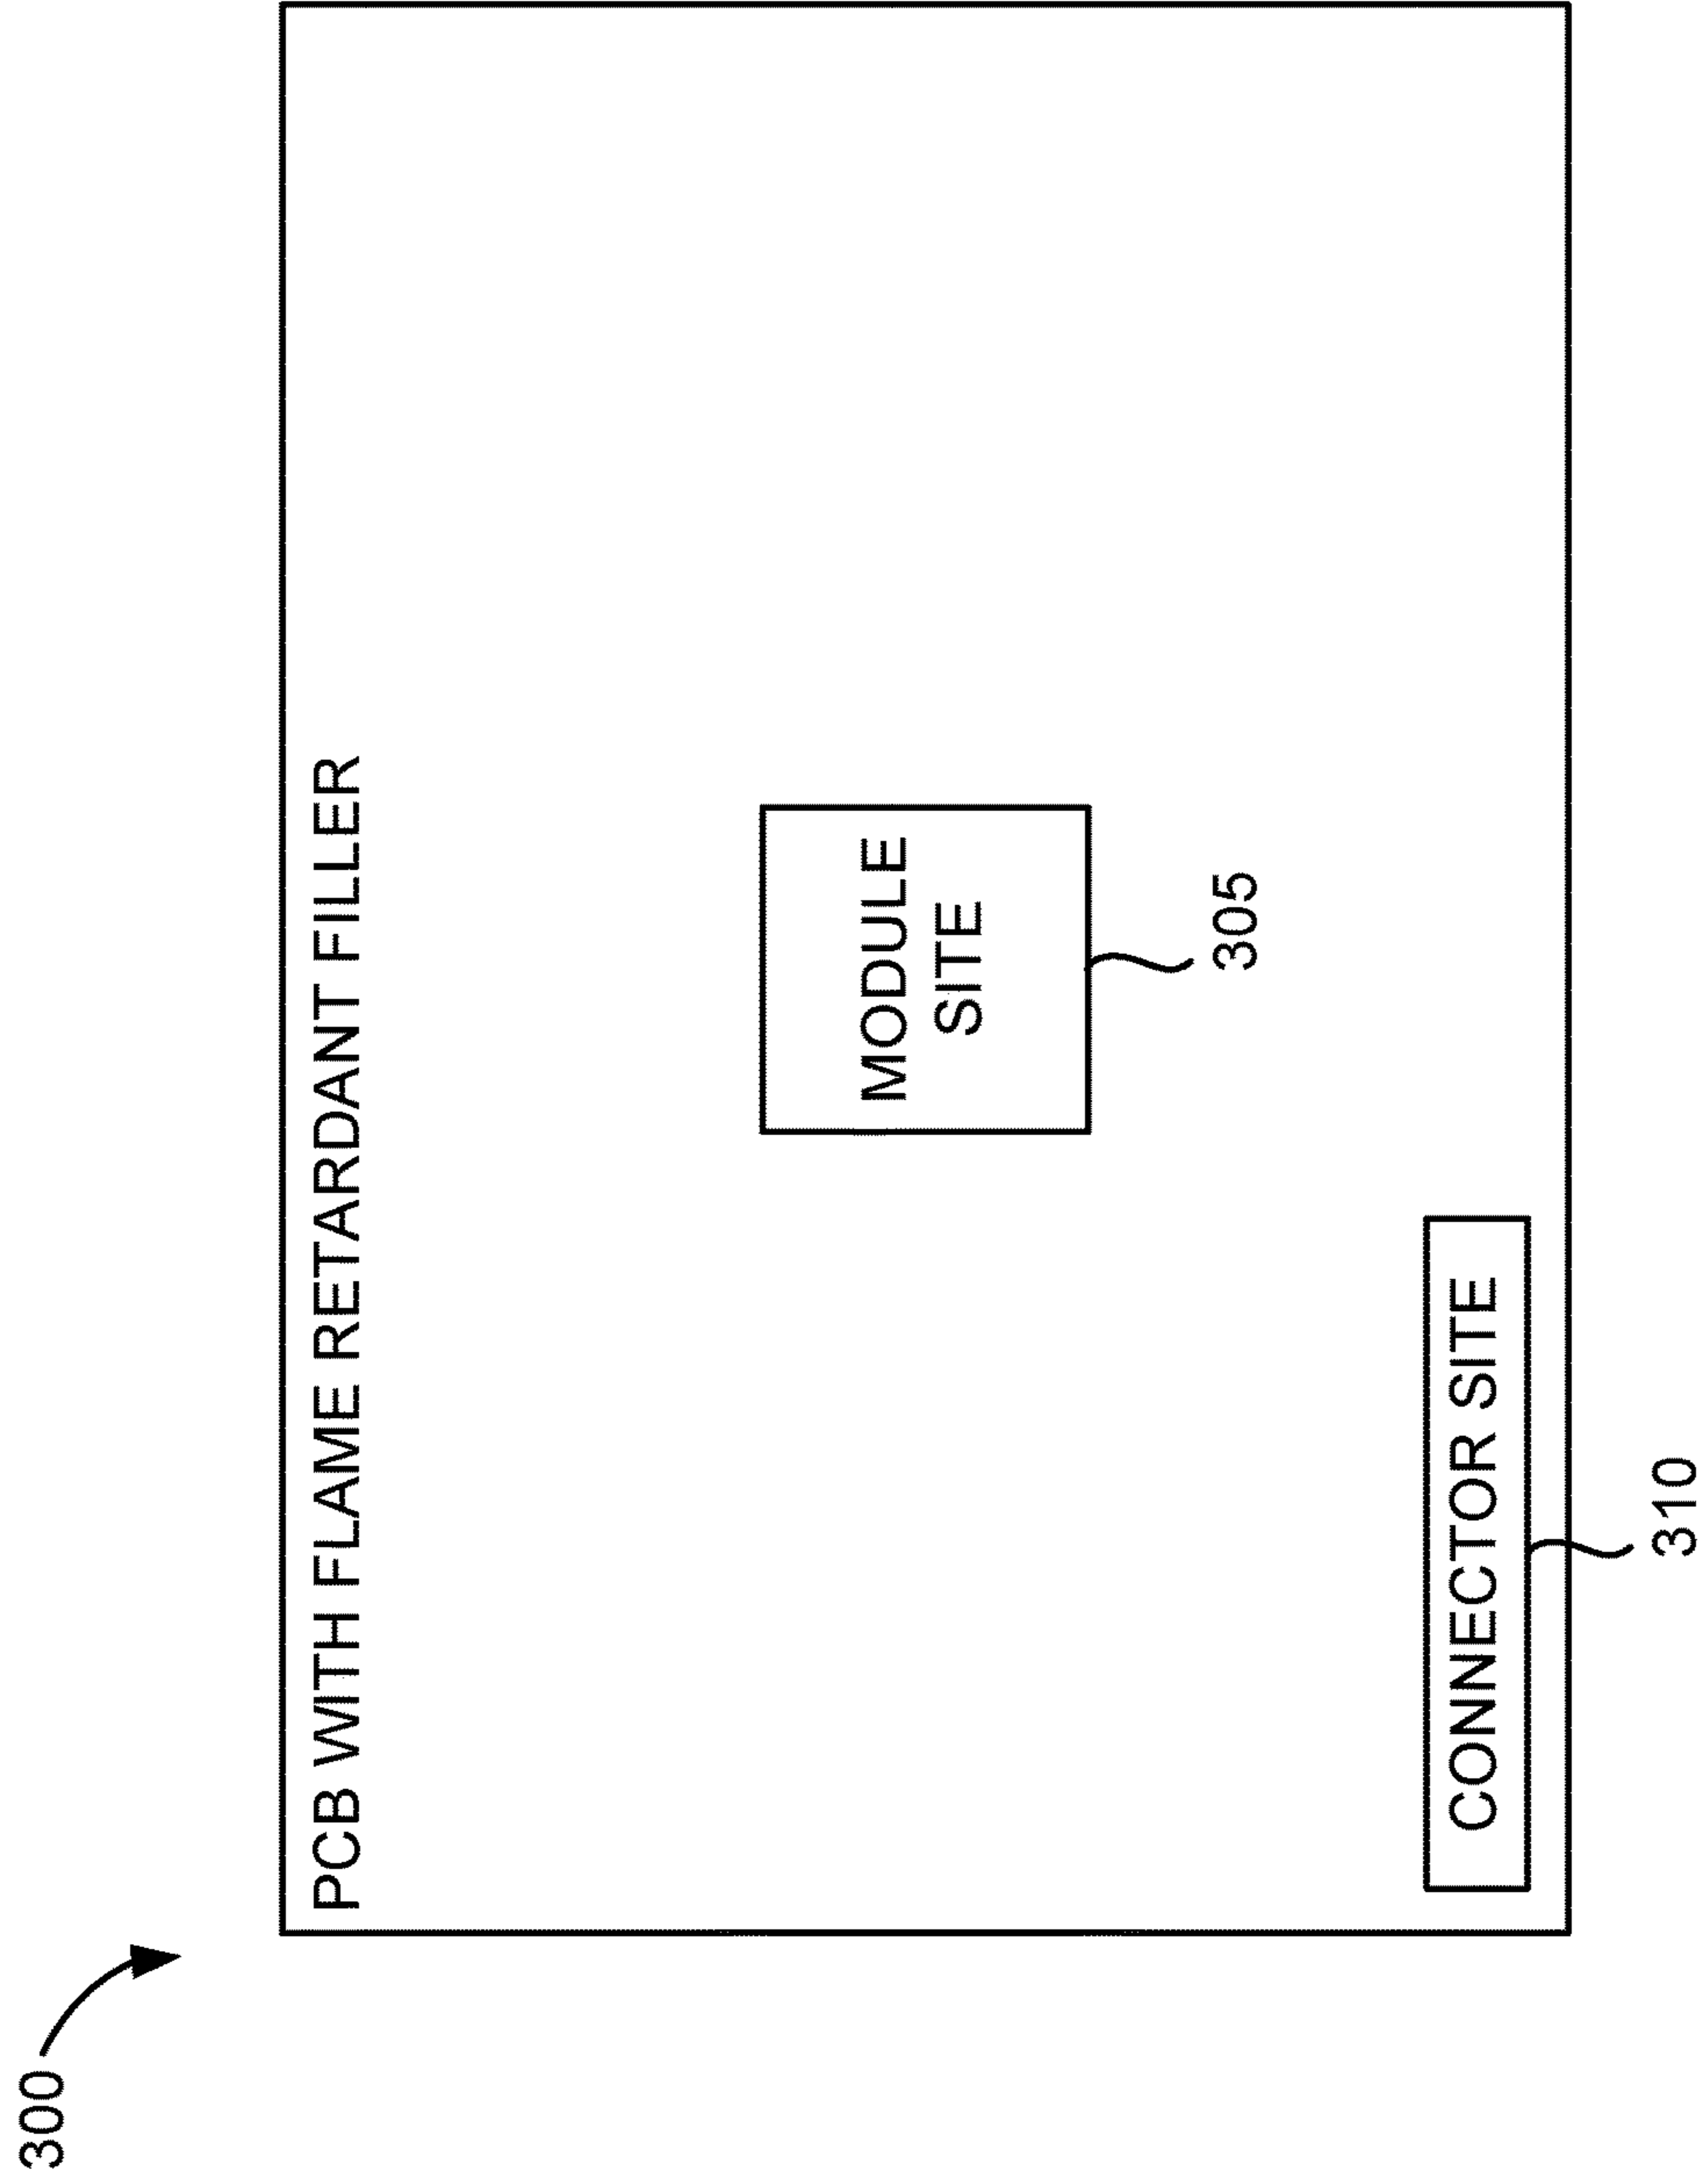 300
PCB WITH FLAME RETARDANT FILLER
MODULE
SITE
305
CONNECTOR SITE
310